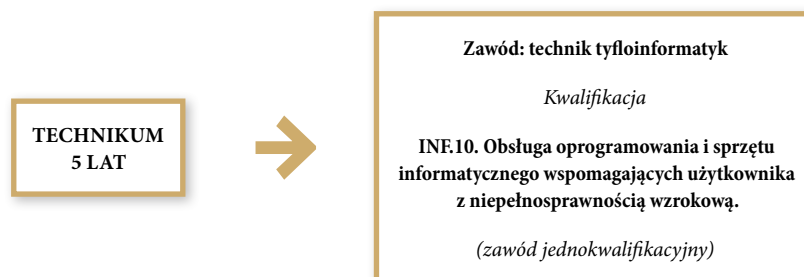 TECHNIKUM
5 LAT
Zawód: technik tyfloinformatyk
Kwalifikacja
INF.10. Obsługa oprogramowania i sprzętu
informatycznego wspomagających użytkownika
z niepełnosprawnością wzrokową.
(zawód jednokwalifikacyjny)